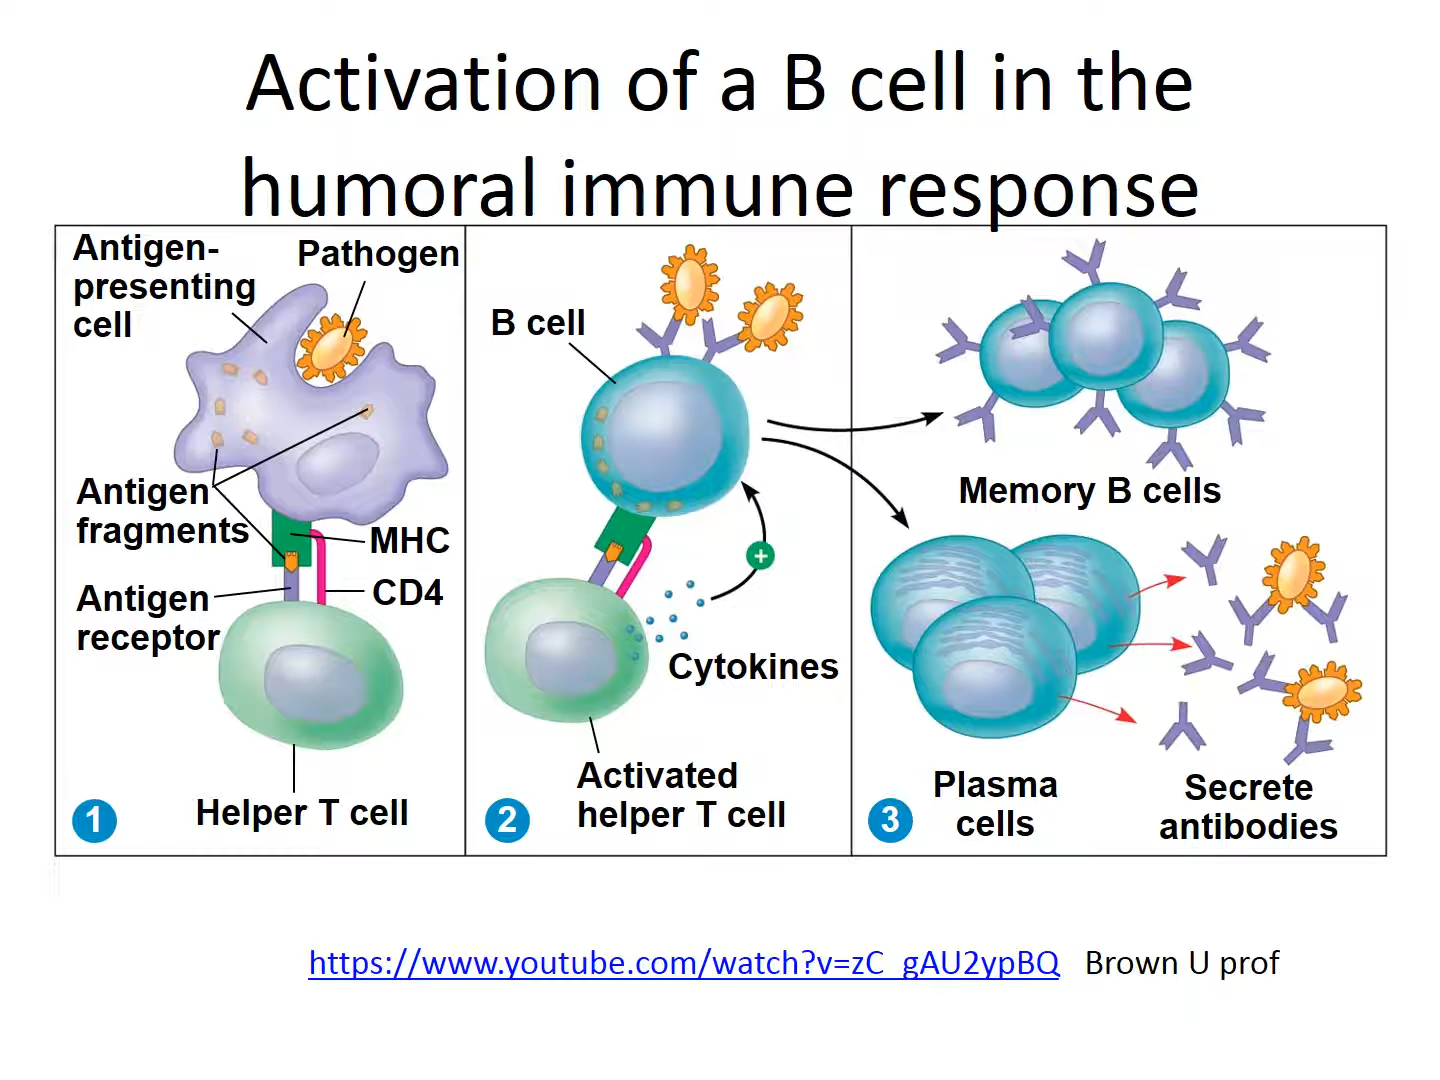 Activation of a B cell in the
humoral immune response
Antigen-
presenting
cell
Pathogen
Antigen
fragments
MHC
CD4
Antigen
receptor
Helper T cell
1
B cell
+
Cytokines
Activated
helper T cell
2
Memory B cells
Plasma
cells
Secrete
antibodies
3
https://www.youtube.com/watch?v=zC_gAU2ypBQ Brown U prof